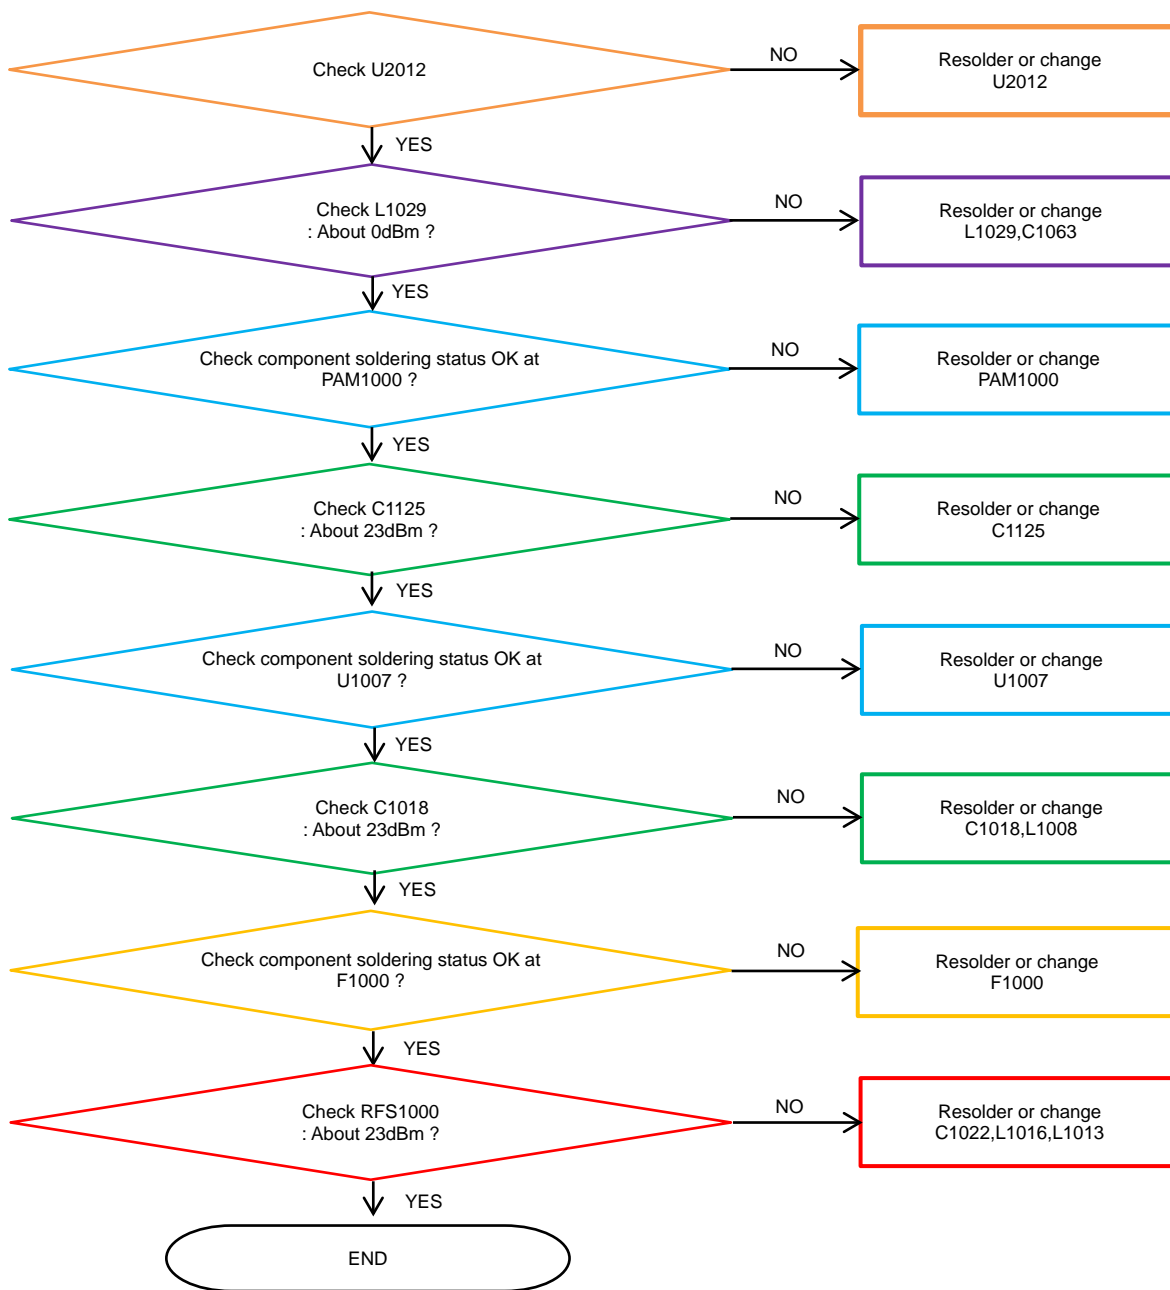 Check U2012
NO
Resolder or change
U2012
YES
Check L1029
: About 0dBm ?
NO
Resolder or change
L1029,C1063
YES
Check component soldering status OK at
PAM1000 ?
NO
Resolder or change
PAM1000
YES
Check C1125
: About 23dBm ?
NO
Resolder or change
C1125
YES
Check component soldering status OK at
U1007 ?
NO
Resolder or change
U1007
YES
Check C1018
: About 23dBm ?
NO
Resolder or change
C1018,L1008
YES
Check component soldering status OK at
F1000 ?
NO
Resolder or change
F1000
YES
Check RFS1000
: About 23dBm ?
NO
Resolder or change
C1022,L1016,L1013
YES
END